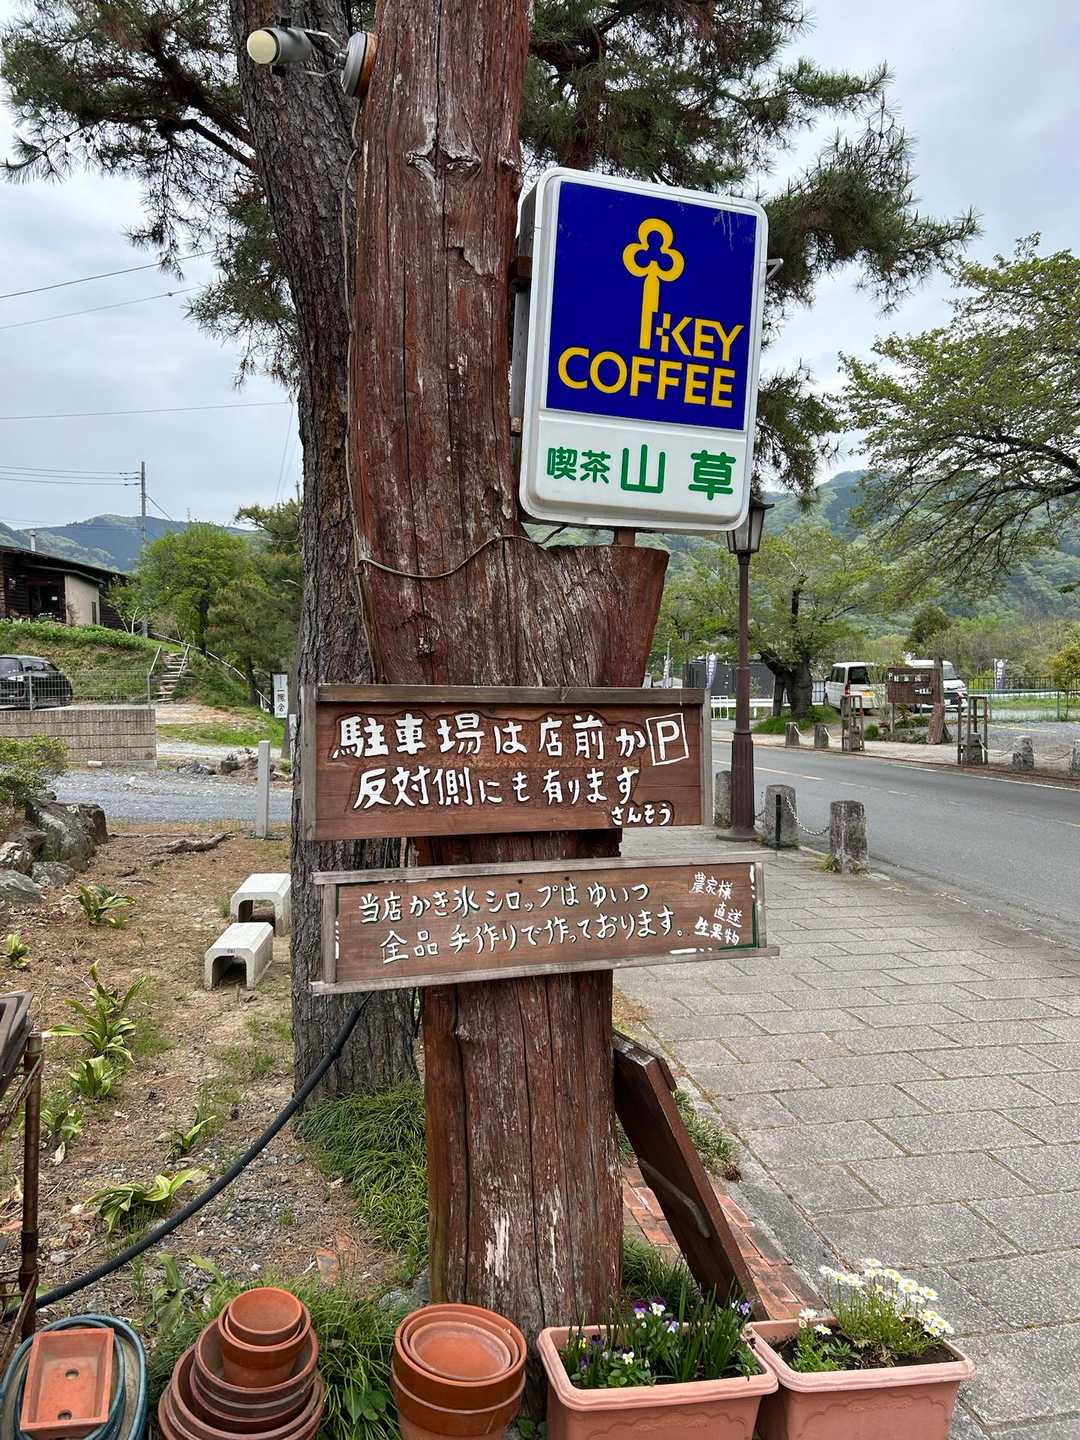 KEY
COFFEE
喫茶 山草
駐車場は店前か P
反対側にも有ります
さんそう
当店かき氷シロップはゆいつ
全品手作りで作っております。
農家様
直送
生果物